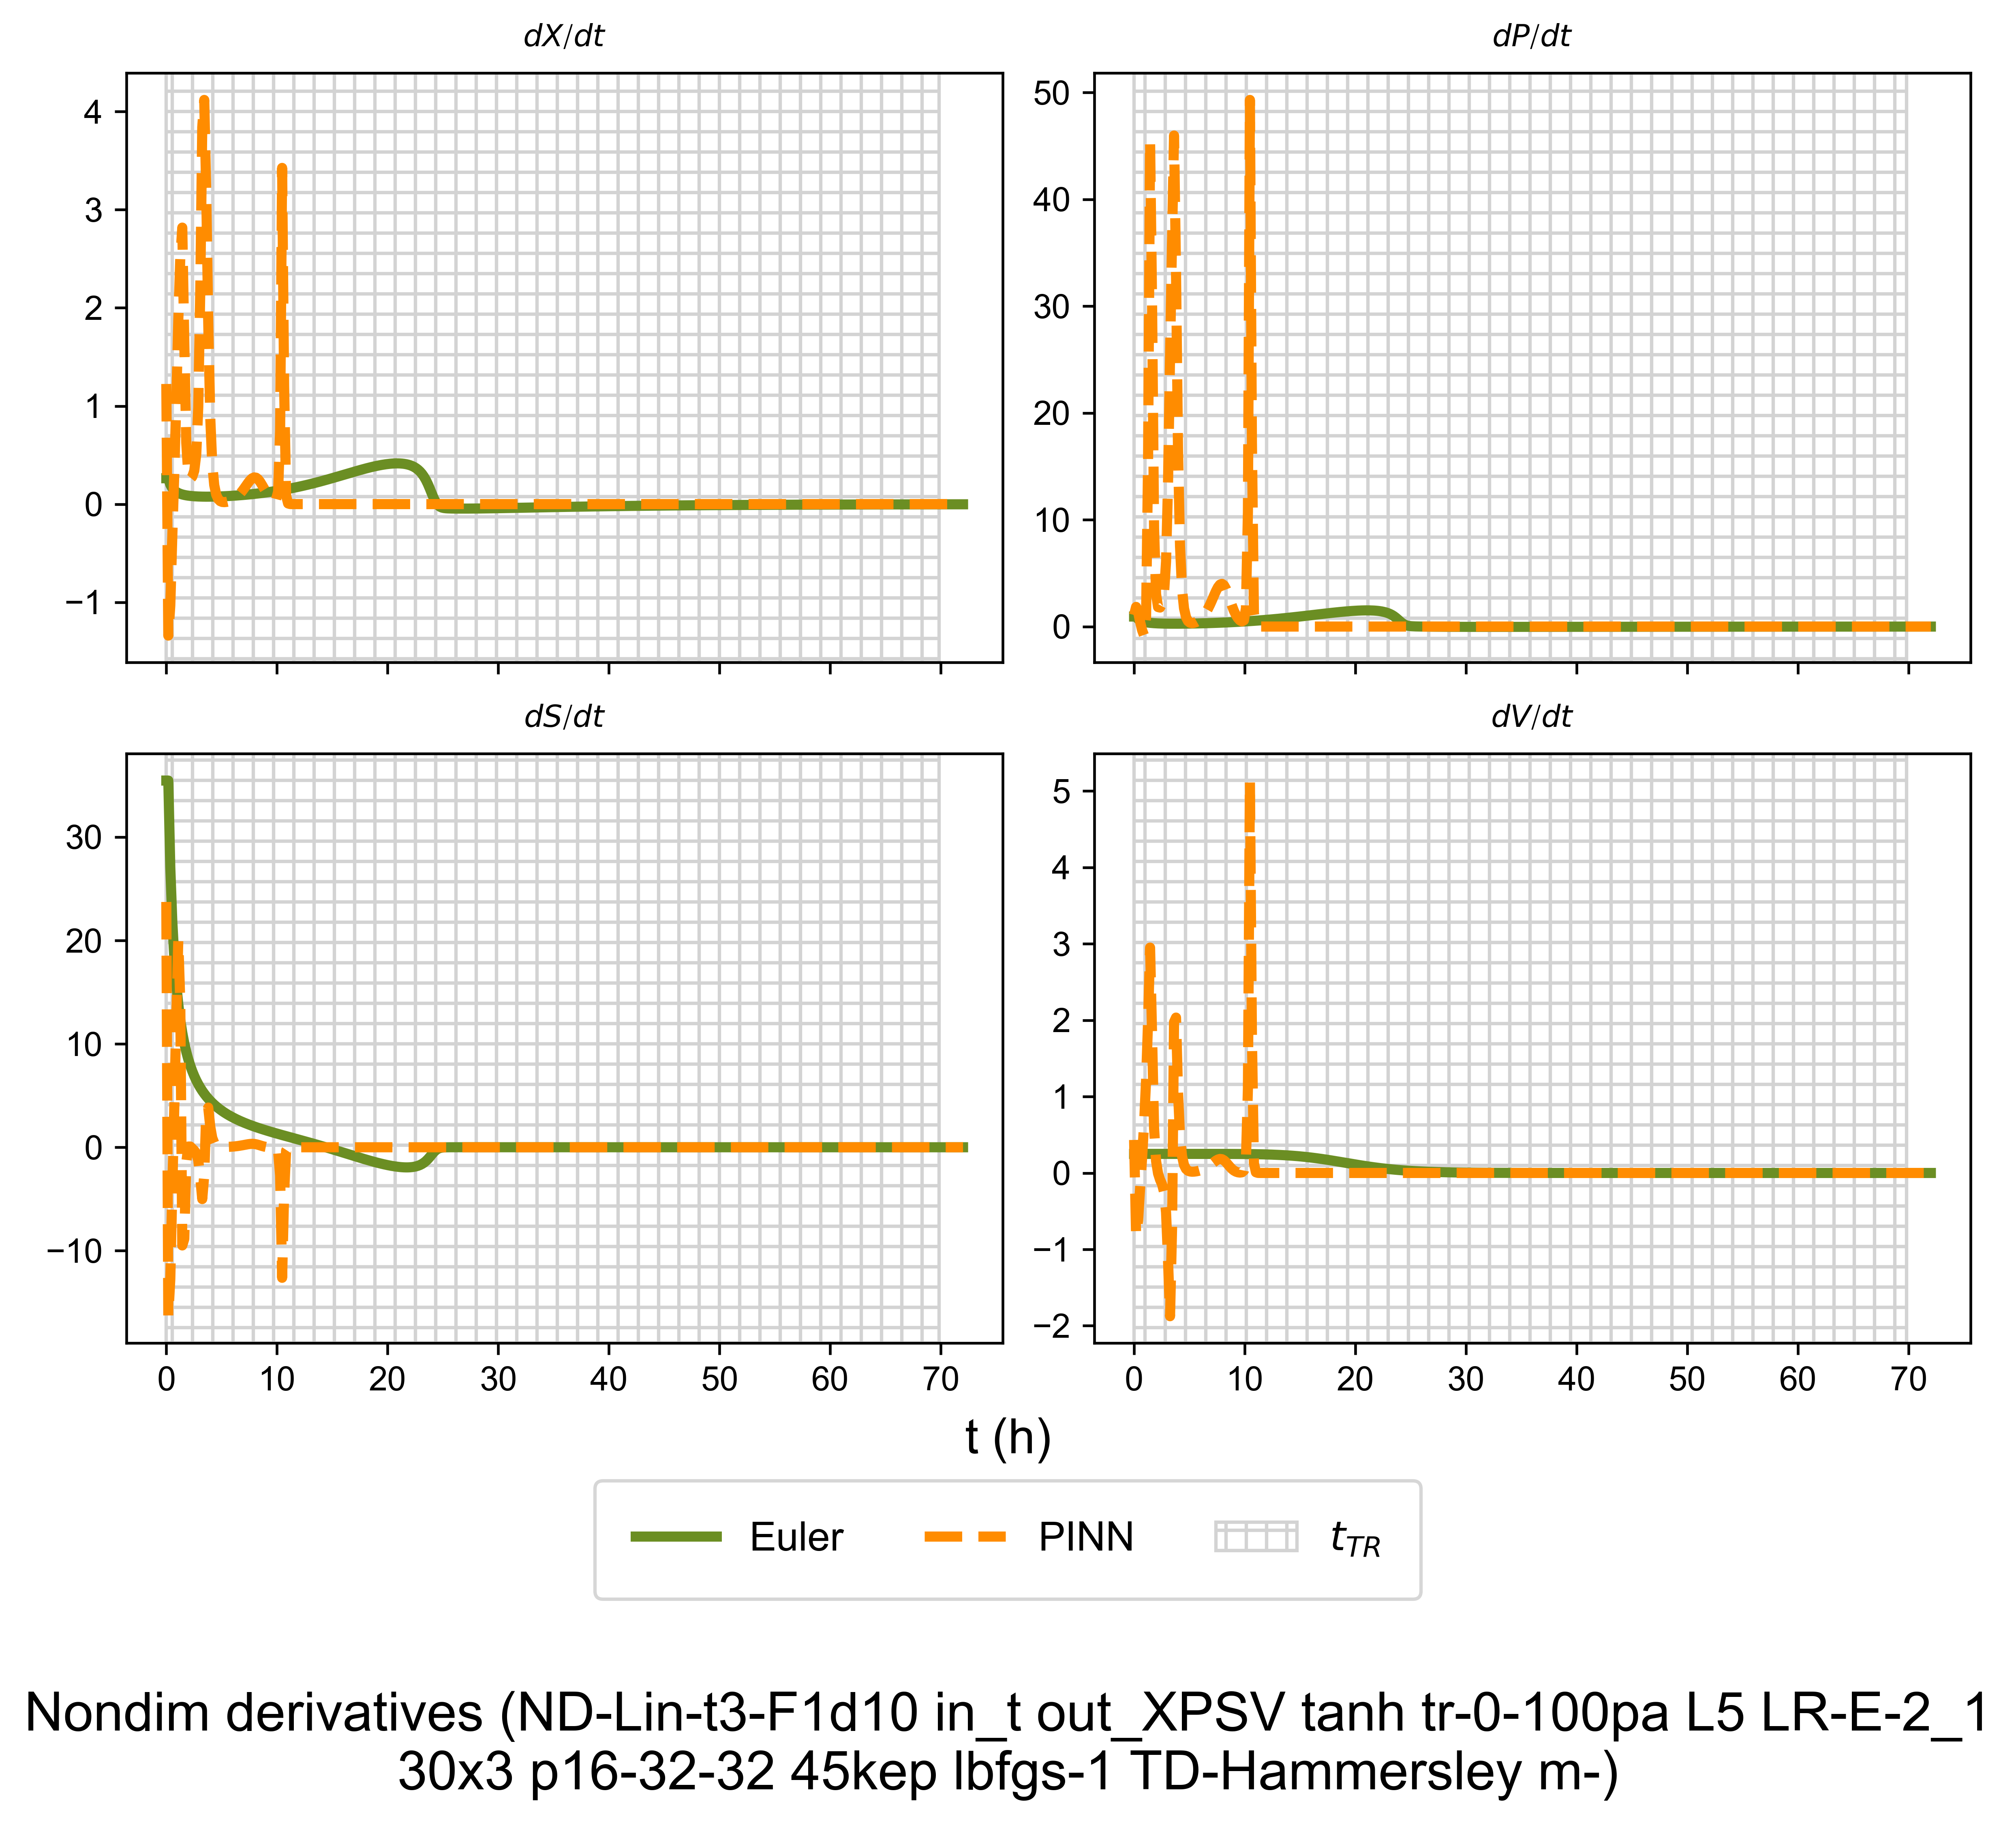 dX/dt
dP/dt
4
3
2
1
0
−1
50
40
30
20
10
0
dS/dt
dV/dt
30
20
10
0
−10
5
4
3
2
1
0
−1
−2
0 10 20 30 40 50 60 70
0 10 20 30 40 50 60 70
t (h)
Euler PINN t_TR
Nondim derivatives (ND-Lin-t3-F1d10 in_t out_XPSV tanh tr-0-100pa L5 LR-E-2_1
30x3 p16-32-32 45kep lbfgs-1 TD-Hammersley m-)